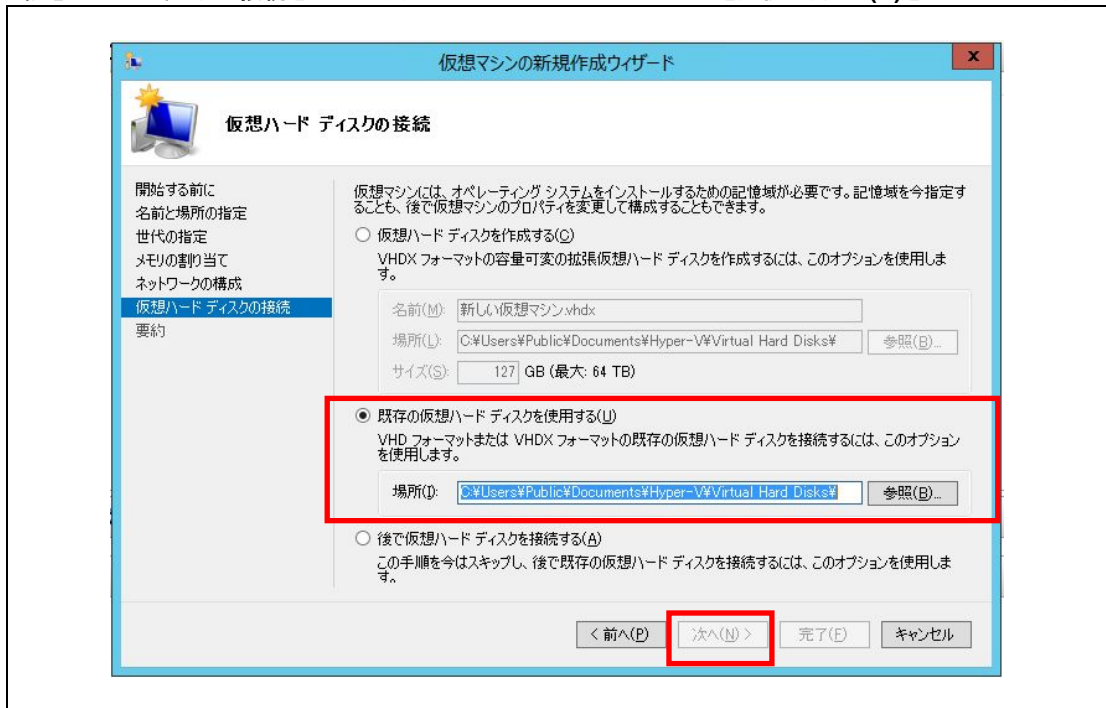 仮想マシンの新規作成ウィザード
x
仮想ハード ディスクの接続
開始する前に
名前と場所の指定
世代の指定
メモリの割り当て
ネットワークの構成
仮想ハード ディスクの接続
要約
仮想マシンには、オペレーティング システムをインストールするための記憶域が必要です。記憶域を今指定す
ることも、後で仮想マシンのプロパティを変更して構成することもできます。
仮想ハード ディスクを作成する(C)
VHDX フォーマットの容量可変の拡張仮想ハード ディスクを作成するには、このオプションを使用しま
す。
名前(M): 新しい仮想マシン.vhdx
場所(L): C:¥Users¥Public¥Documents¥Hyper-V¥Virtual Hard Disks¥ 参照(B)...
サイズ(S): 127 GB (最大: 64 TB)
既存の仮想ハード ディスクを使用する(U)
VHD フォーマットまたは VHDX フォーマットの既存の仮想ハード ディスクを接続するには、このオプション
を使用します。
場所(I): C:¥Users¥Public¥Documents¥Hyper-V¥Virtual Hard Disks¥ 参照(B)...
後で仮想ハード ディスクを接続する(A)
この手順を今はスキップし、後で既存の仮想ハード ディスクを接続するには、このオプションを使用しま
す。
< 前へ(P) 次へ(N) > 完了(F) キャンセル